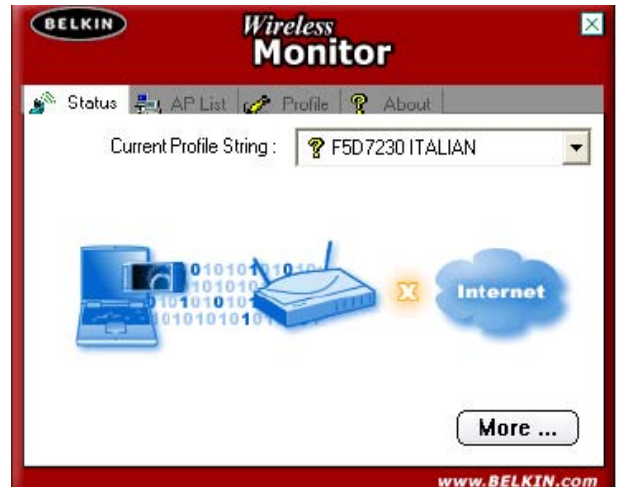 BELKIN
Wireless
Monitor
Status AP List Profile About
Current Profile String : F5D7230 ITALIAN
Internet
More ...
www.BELKIN.com